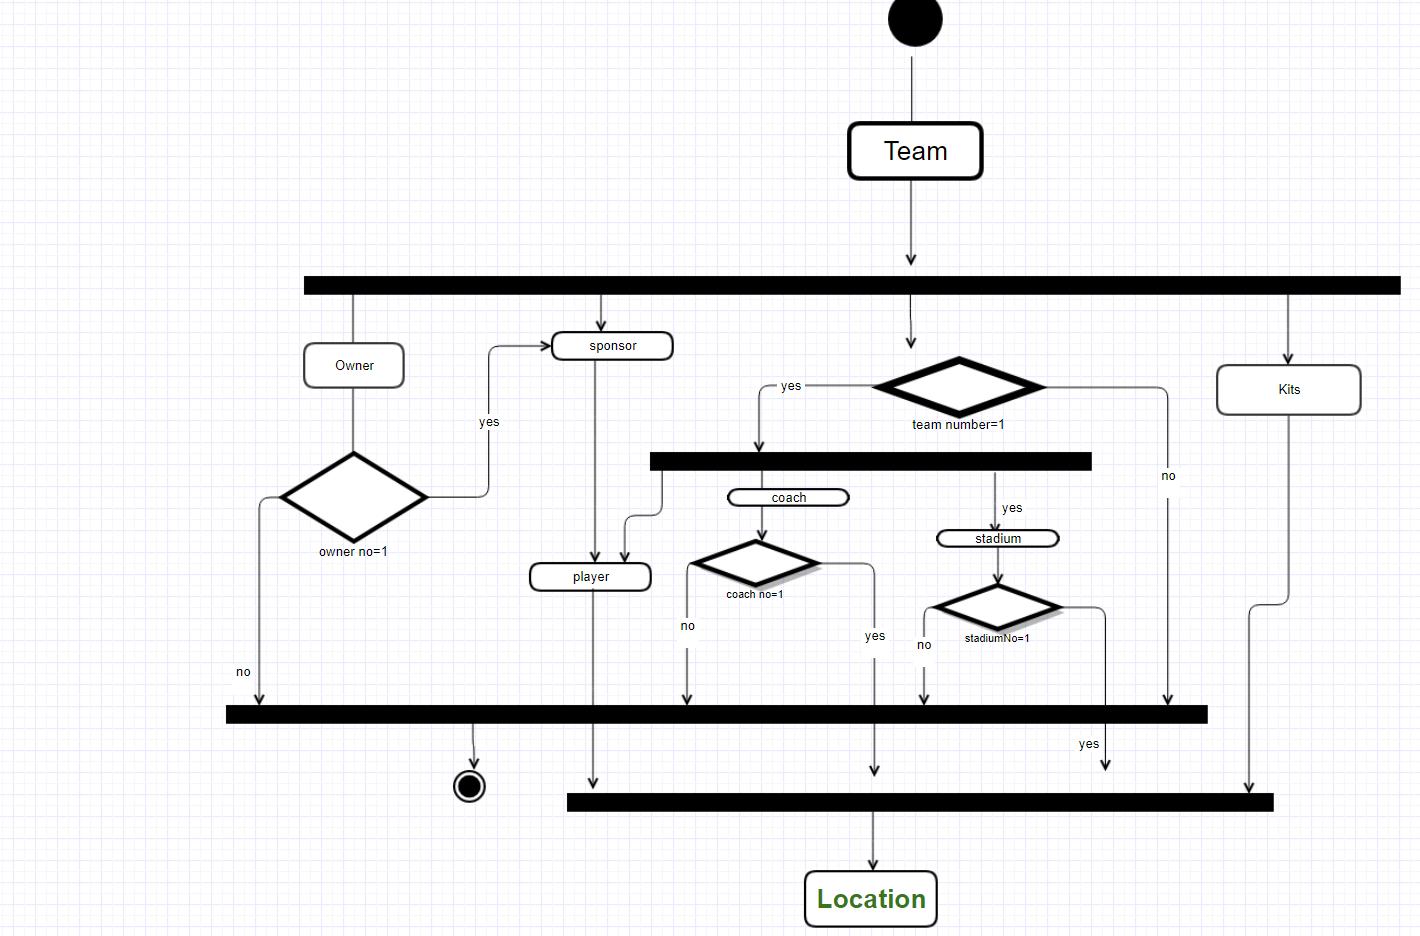 Team
Owner
sponsor
Kits
yes
team number=1
yes
no
coach
yes
stadium
owner no=1
player
coach no=1
no
yes
no
stadiumNo=1
no
yes
Location